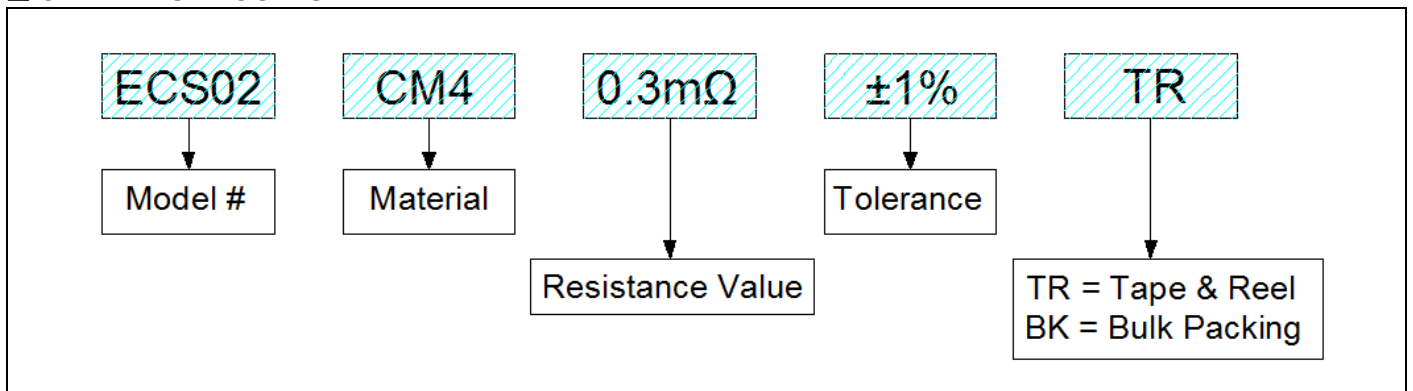 ECS02 CM4 0.3mΩ ±1% TR
Model # Material Tolerance
Resistance Value
TR = Tape & Reel
BK = Bulk Packing